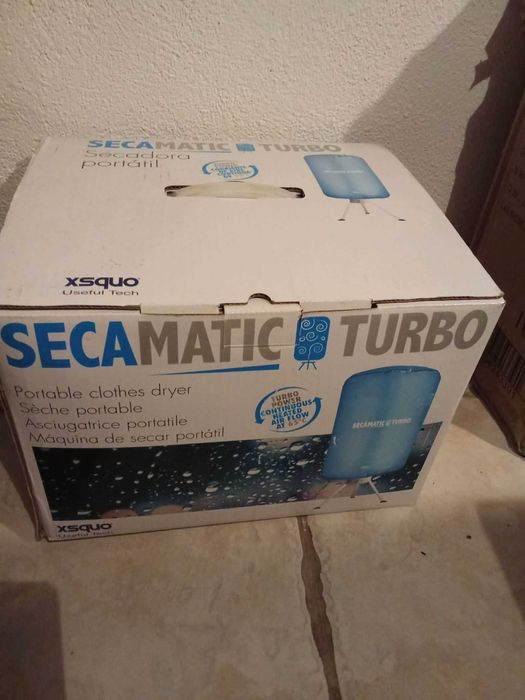 SECAMATIC TURBO
Secadora
portátil
xsquo
Useful Tech
SECAMATIC TURBO
Portable clothes dryer
Sèche portable
Asciugatrice portatile
Máquina de secar portátil
TURBO
POWER
CONTINUOUS
HEATED
AIR FLOW
AT 65°C
SECAMATIC TURBO
xsquo
Useful Tech